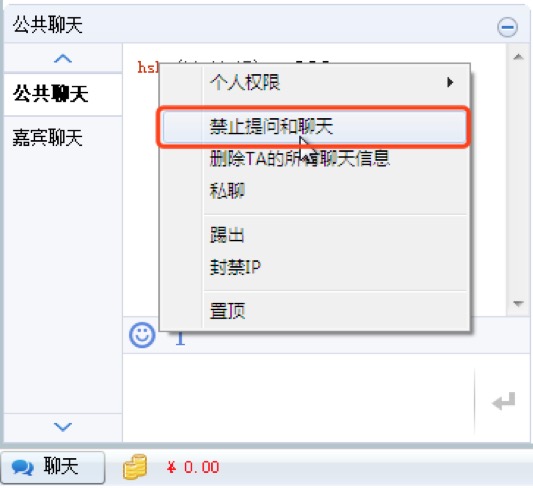 公共聊天
公共聊天
嘉宾聊天
个人权限
禁止提问和聊天
删除TA的所有聊天信息
私聊
踢出
封禁IP
置顶
聊天
¥ 0.00